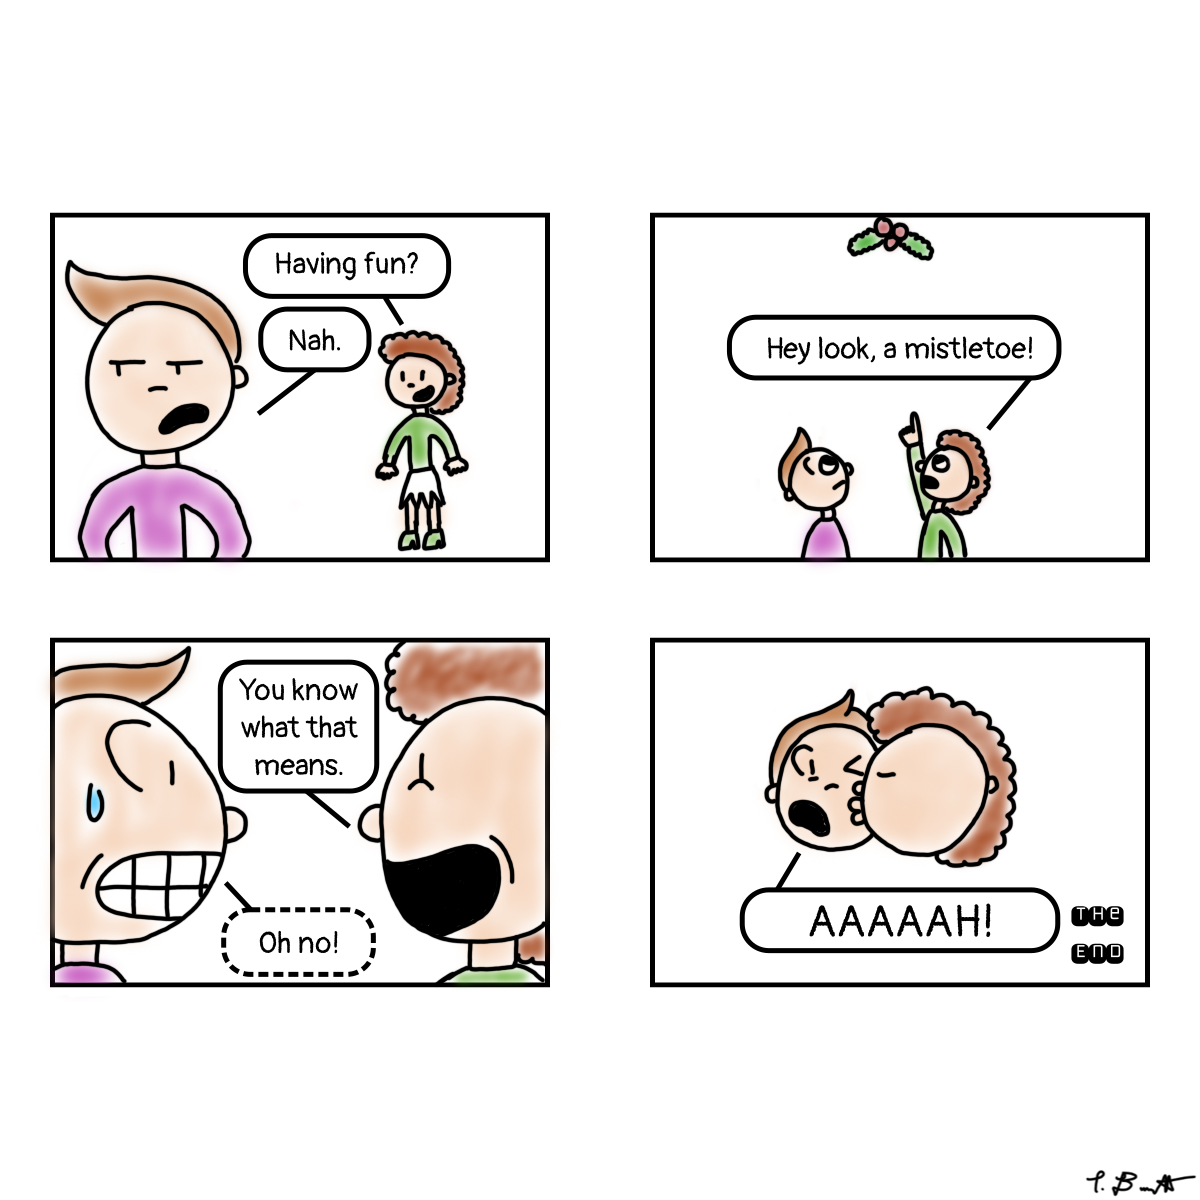 Having fun?
Nah.
Hey look, a mistletoe!
You know
what that
means.
Oh no!
AAAAAH!
THE
END